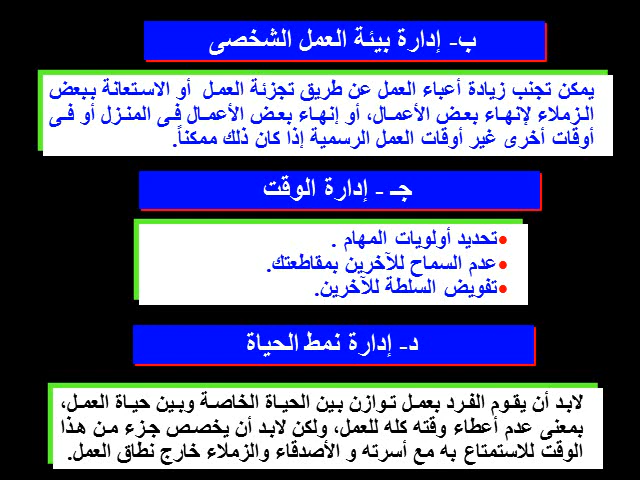 ب- إدارة بيئة العمل الشخصى
يمكن تجنب زيادة أعباء العمل عن طريق تجزئة العمل أو الاستعانة ببعض
الزملاء لإنهاء بعض الأعمال، أو إنهاء بعض الأعمال فى المنزل أو فى
أوقات أخرى غير أوقات العمل الرسمية إذا كان ذلك ممكناً.
جـ - إدارة الوقت
•تحديد أولويات المهام .
•عدم السماح للآخرين بمقاطعتك.
•تفويض السلطة للآخرين.
د- إدارة نمط الحياة
لابد أن يقوم الفرد بعمل توازن بين الحياة الخاصة وبين حياة العمل،
بمعنى عدم أعطاء وقته كله للعمل، ولكن لابد أن يخصص جزء من هذا
الوقت للاستمتاع به مع أسرته و الأصدقاء والزملاء خارج نطاق العمل.